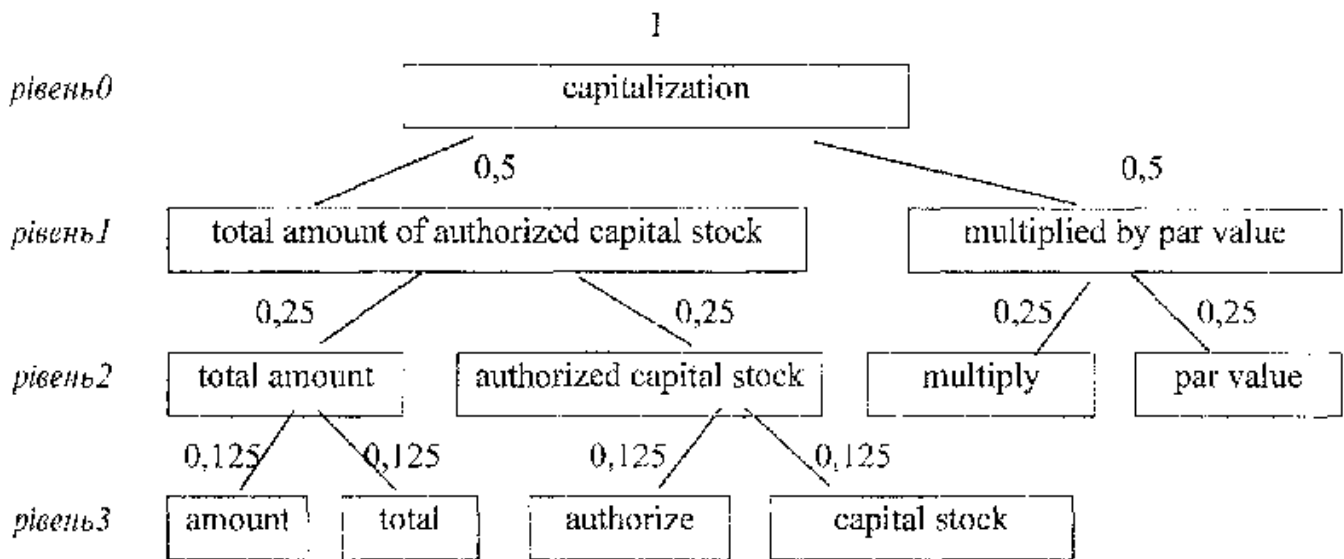 1
рівень0 capitalization
0,5 0,5
рівень1 total amount of authorized capital stock multiplied by par value
0,25 0,25 0,25 0,25
рівень2 total amount authorized capital stock multiply par value
0,125 0,125 0,125 0,125
рівень3 amount total authorize capital stock